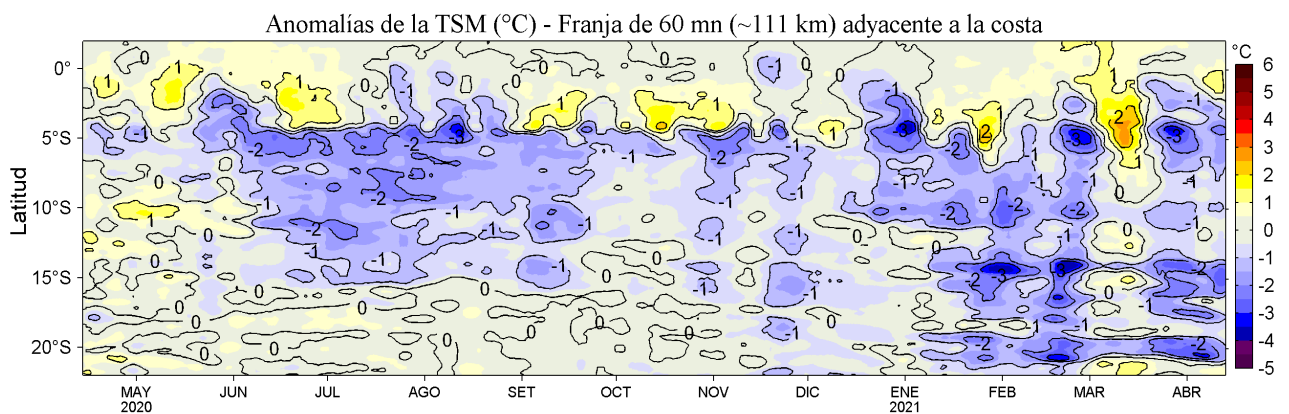 Anomalías de la TSM (°C) - Franja de 60 mn (~111 km) adyacente a la costa
°C
Latitud
0°
5°S
10°S
15°S
20°S
6
5
4
3
2
1
0
-1
-2
-3
-4
-5
MAY JUN JUL AGO SET OCT NOV DIC ENE FEB MAR ABR
2020 2021